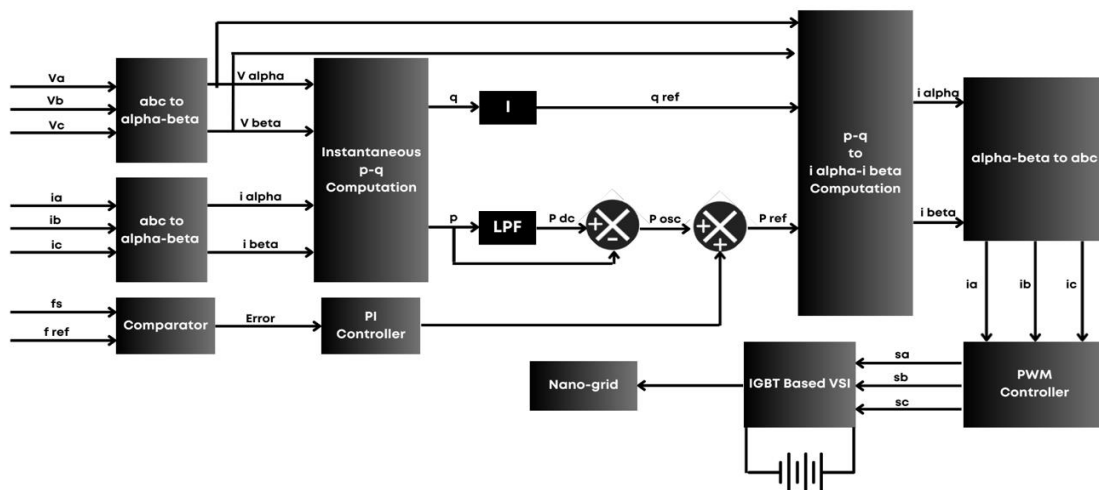 Va
Vb
Vc
abc to
alpha-beta
V alpha
V beta
ia
ib
ic
abc to
alpha-beta
i alpha
i beta
Instantaneous
p-q
Computation
q
I
q ref
p
LPF
P dc
+
-
P osc
+
+
P ref
p-q
to
i alpha-i beta
Computation
i alpha
i beta
alpha-beta to abc
fs
f ref
Comparator
Error
PI
Controller
ia
ib
ic
PWM
Controller
sa
sb
sc
IGBT Based VSI
Nano-grid